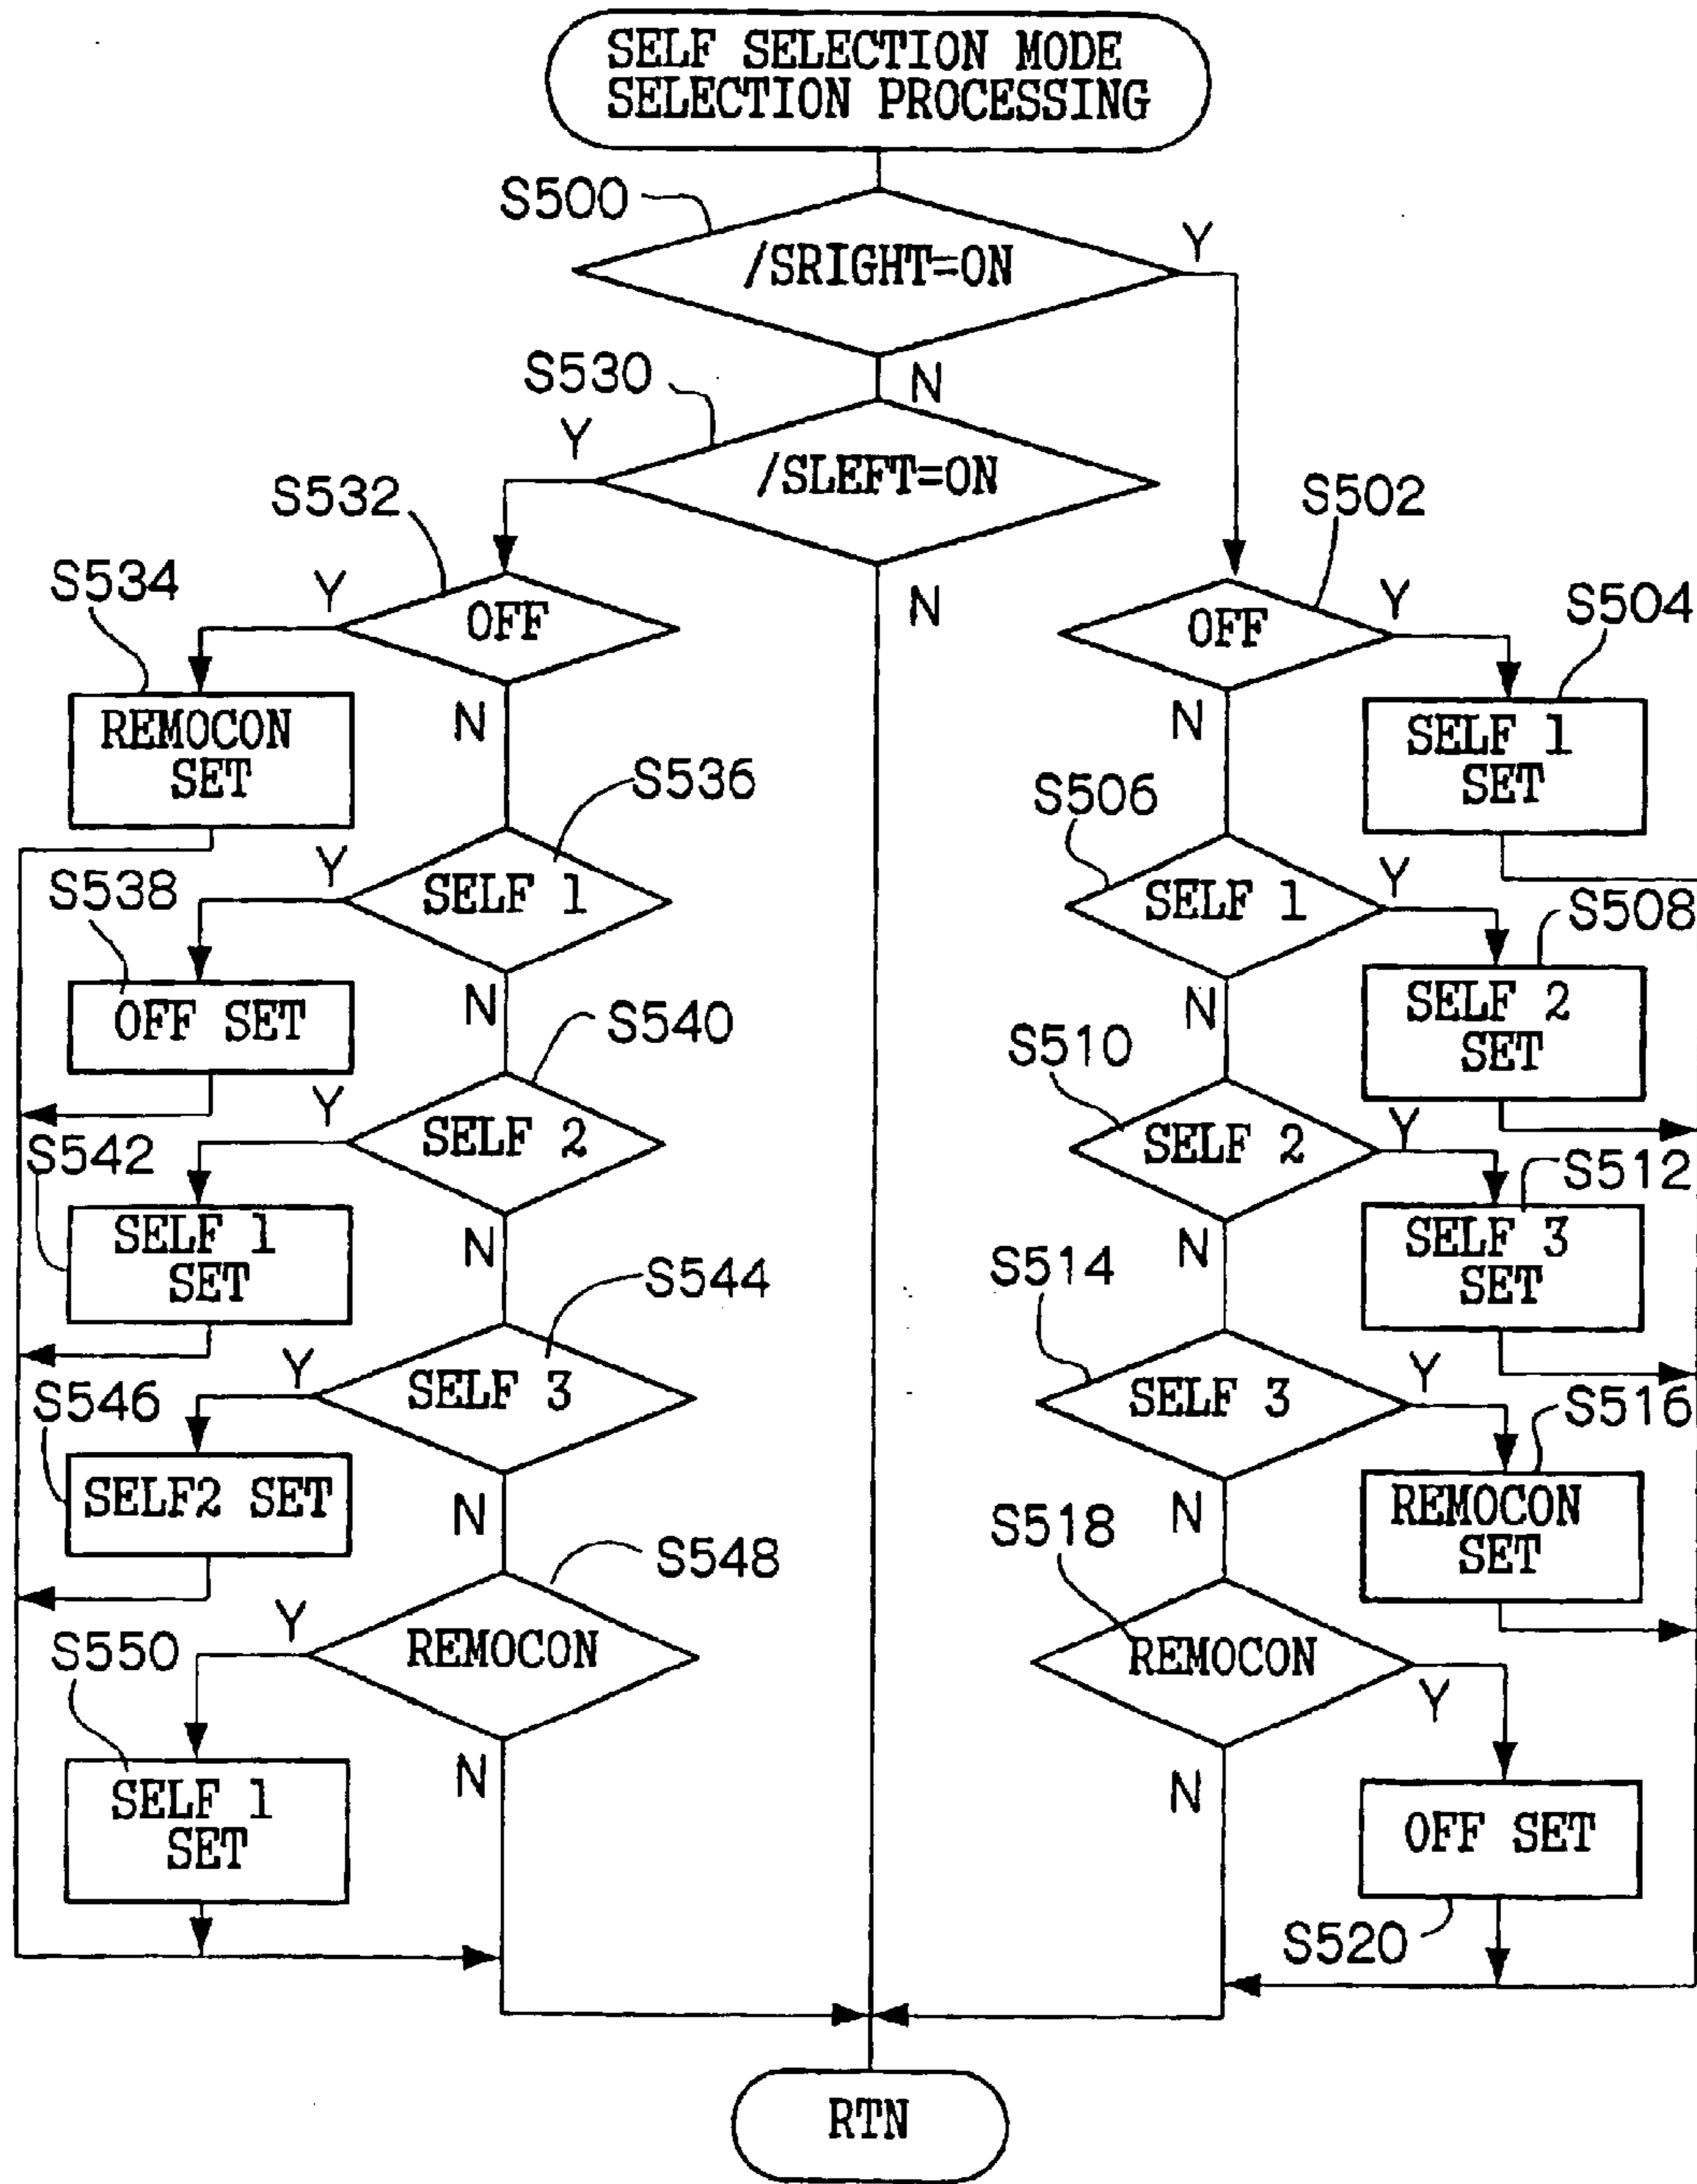 SELF SELECTION MODE
SELECTION PROCESSING
S500
/SRIGHT=ON
Y
N
S530
/SLEFT=ON
Y
N
S532
OFF
Y
N
S534
REMOCON
SET
S536
SELF 1
Y
N
S538
OFF SET
S540
SELF 2
Y
N
S542
SELF 1
SET
S544
SELF 3
Y
N
S546
SELF2 SET
S548
REMOCON
Y
N
S550
SELF 1
SET
S502
OFF
Y
N
S504
SELF 1
SET
S506
SELF 1
Y
N
S508
SELF 2
SET
S510
SELF 2
Y
N
S512
SELF 3
SET
S514
SELF 3
Y
N
S516
REMOCON
SET
S518
REMOCON
Y
N
OFF SET
S520
RTN